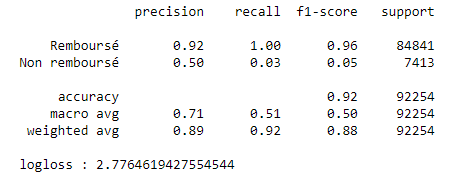 precision recall f1-score support
Remboursé 0.92 1.00 0.96 84841
Non remboursé 0.50 0.03 0.05 7413
accuracy 0.92 92254
macro avg 0.71 0.51 0.50 92254
weighted avg 0.89 0.92 0.88 92254
logloss : 2.7764619427554544